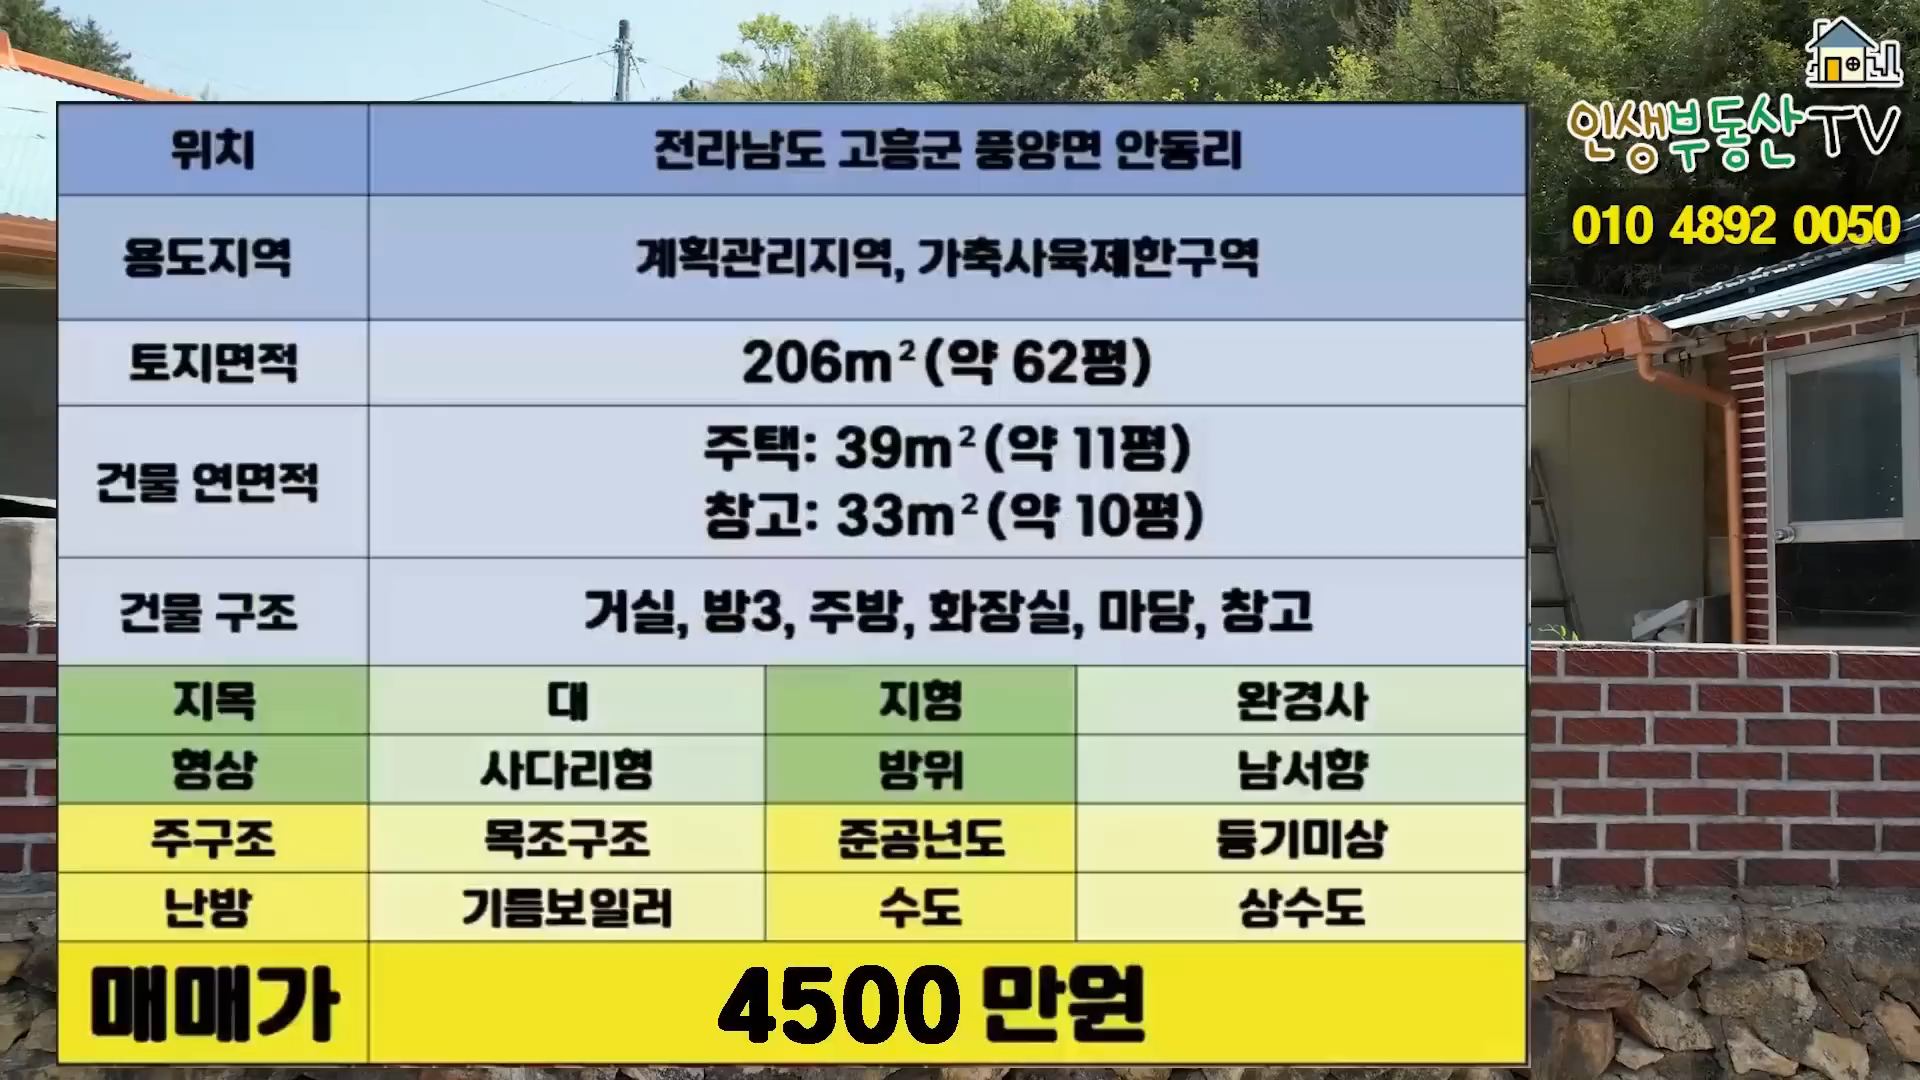 위치 전라남도 고흥군 풍양면 안동리
용도지역 계획관리지역, 가축사육제한구역
토지면적 206m²(약 62평)
건물 연면적 주택: 39m²(약 11평)
창고: 33m²(약 10평)
건물 구조 거실, 방3, 주방, 화장실, 마당, 창고
지목 대 지형 완경사
형상 사다리형 방위 남서향
주구조 목조구조 준공년도 등기미상
난방 기름보일러 수도 상수도
매매가 4500 만원
인생부동산TV
010 4892 0050